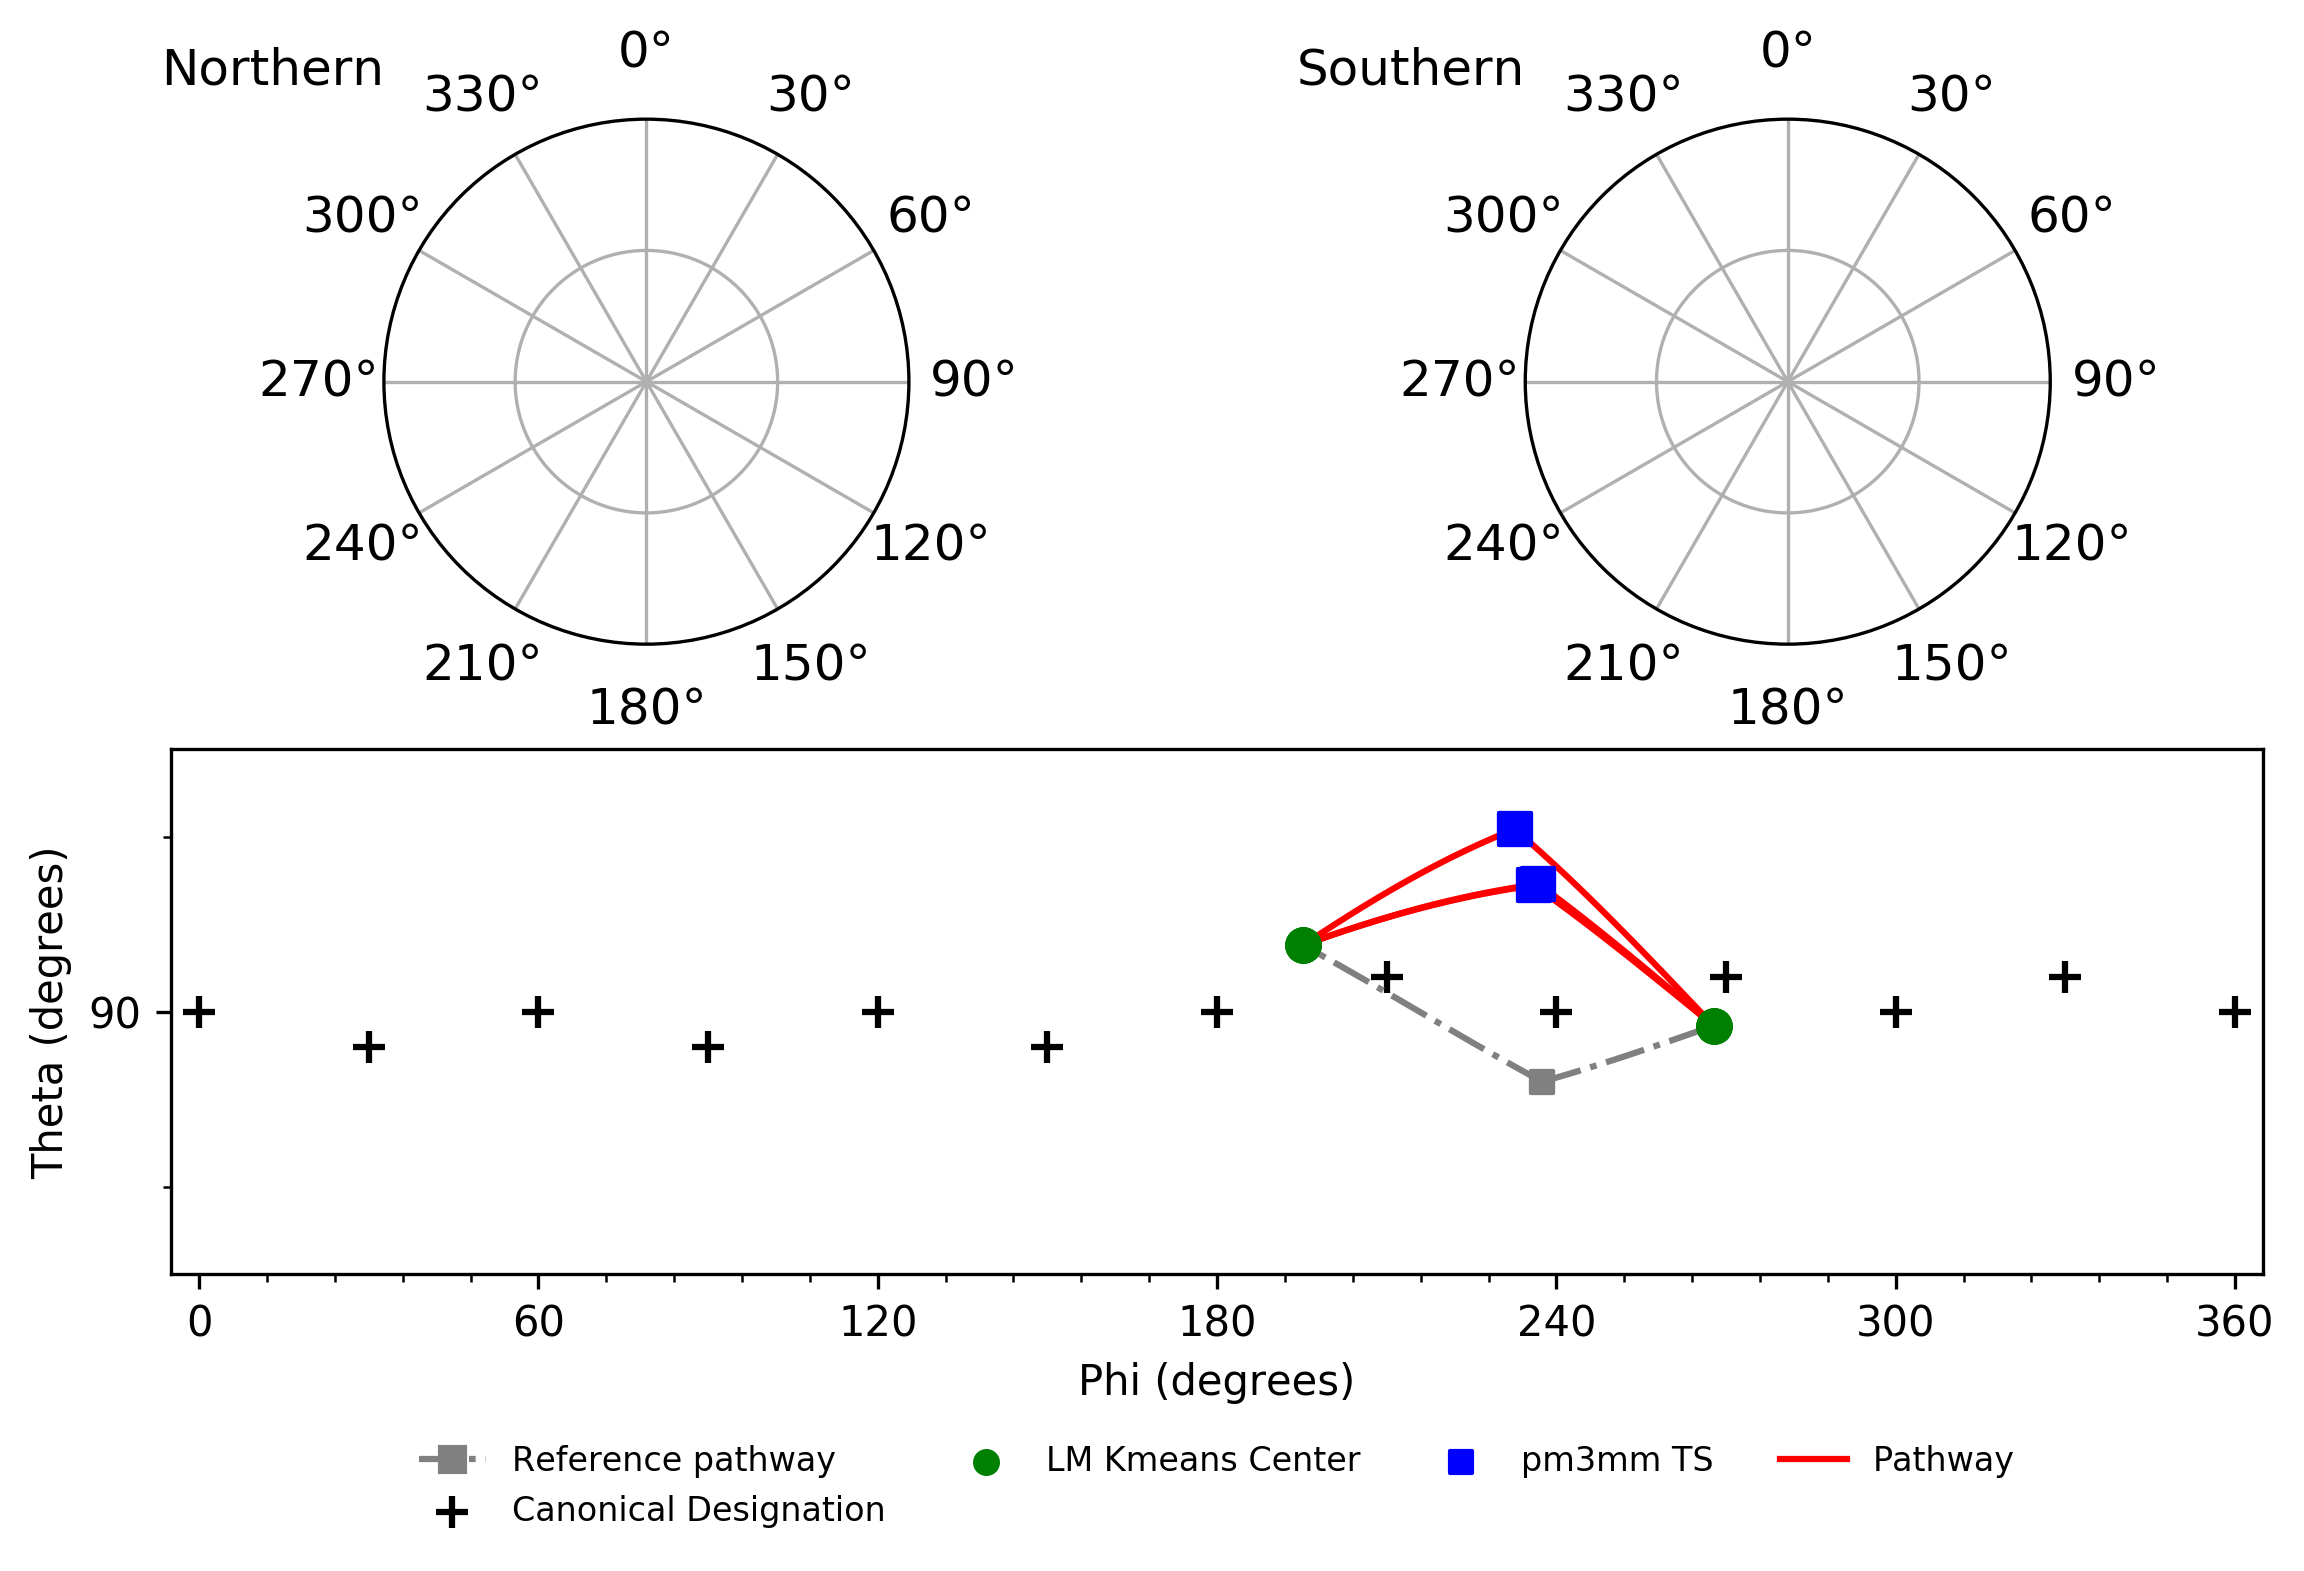 Northern
0°
30°
60°
90°
120°
150°
180°
210°
240°
270°
300°
330°
Southern
0°
30°
60°
90°
120°
150°
180°
210°
240°
270°
300°
330°
Theta (degrees)
90
0 60 120 180 240 300 360
Phi (degrees)
Reference pathway
Canonical Designation
LM Kmeans Center
pm3mm TS
Pathway